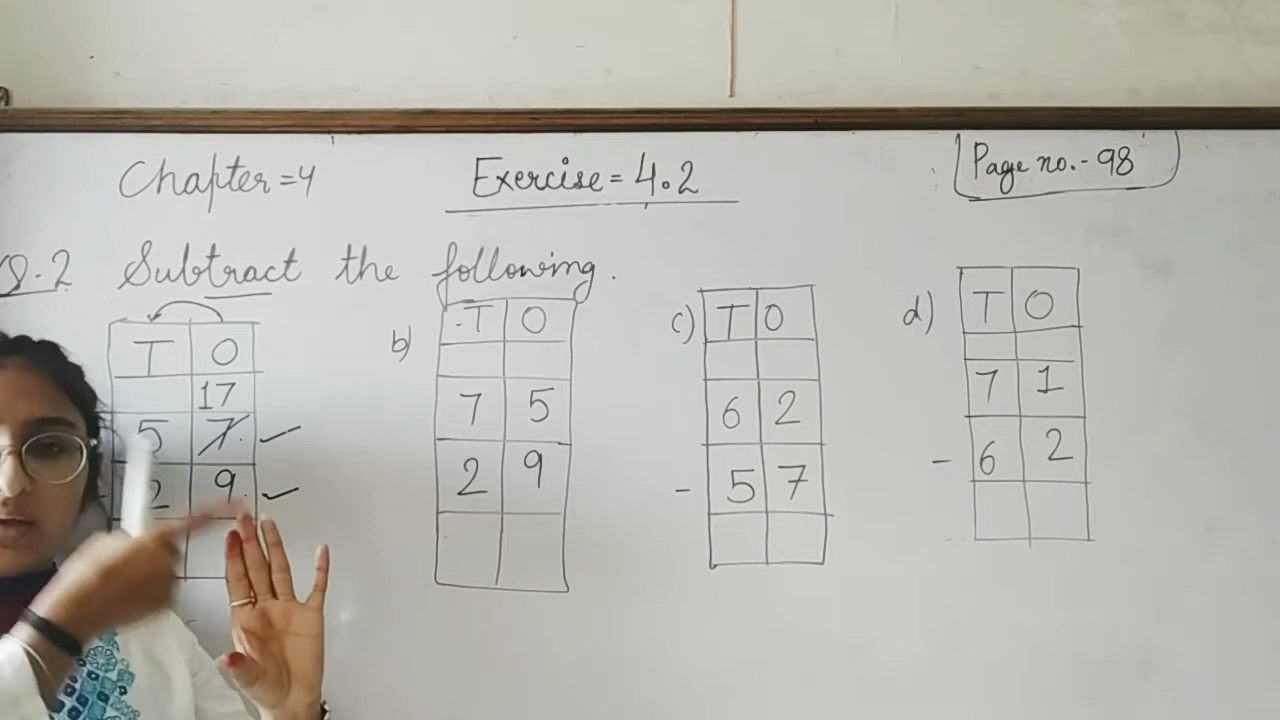 Chapter=4 Exercise=4.2 Page no.-98
Q.2 Subtract the following.
T O
17
5 7
2 9
b) T O
7 5
2 9
c) T O
6 2
- 5 7
d) T O
7 1
- 6 2